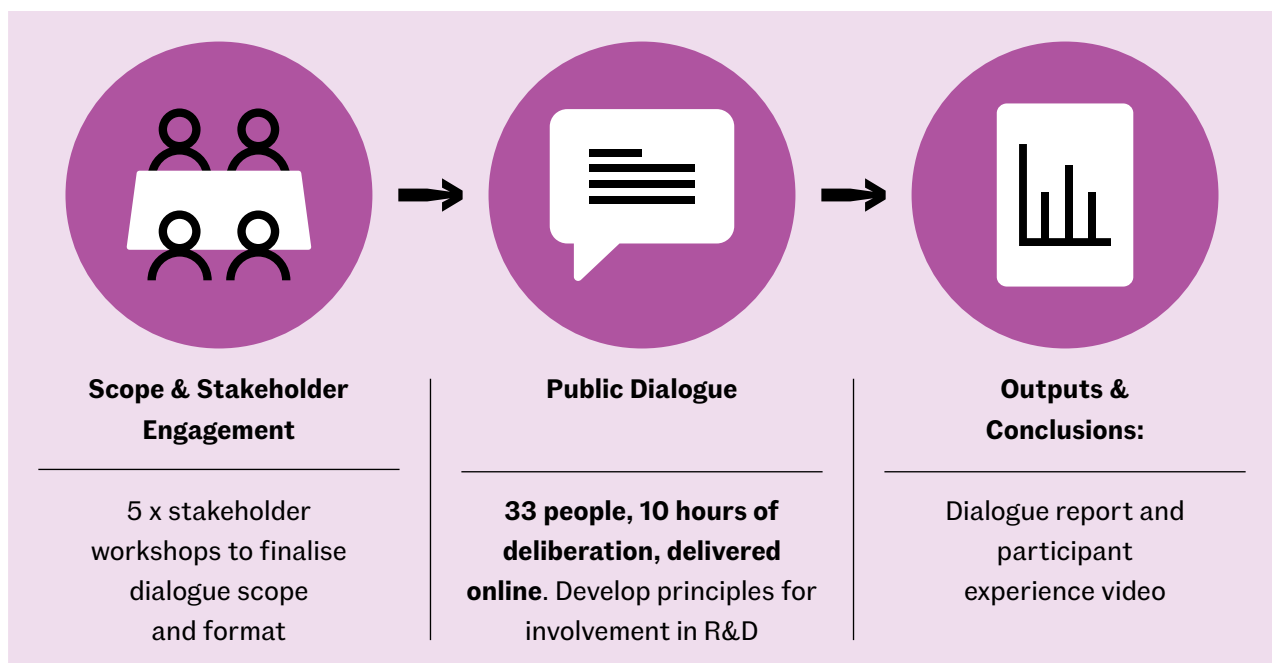 Scope & Stakeholder
Engagement
5 x stakeholder
workshops to finalise
dialogue scope
and format
Public Dialogue
33 people, 10 hours of
deliberation, delivered
online. Develop principles for
involvement in R&D
Outputs &
Conclusions:
Dialogue report and
participant
experience video